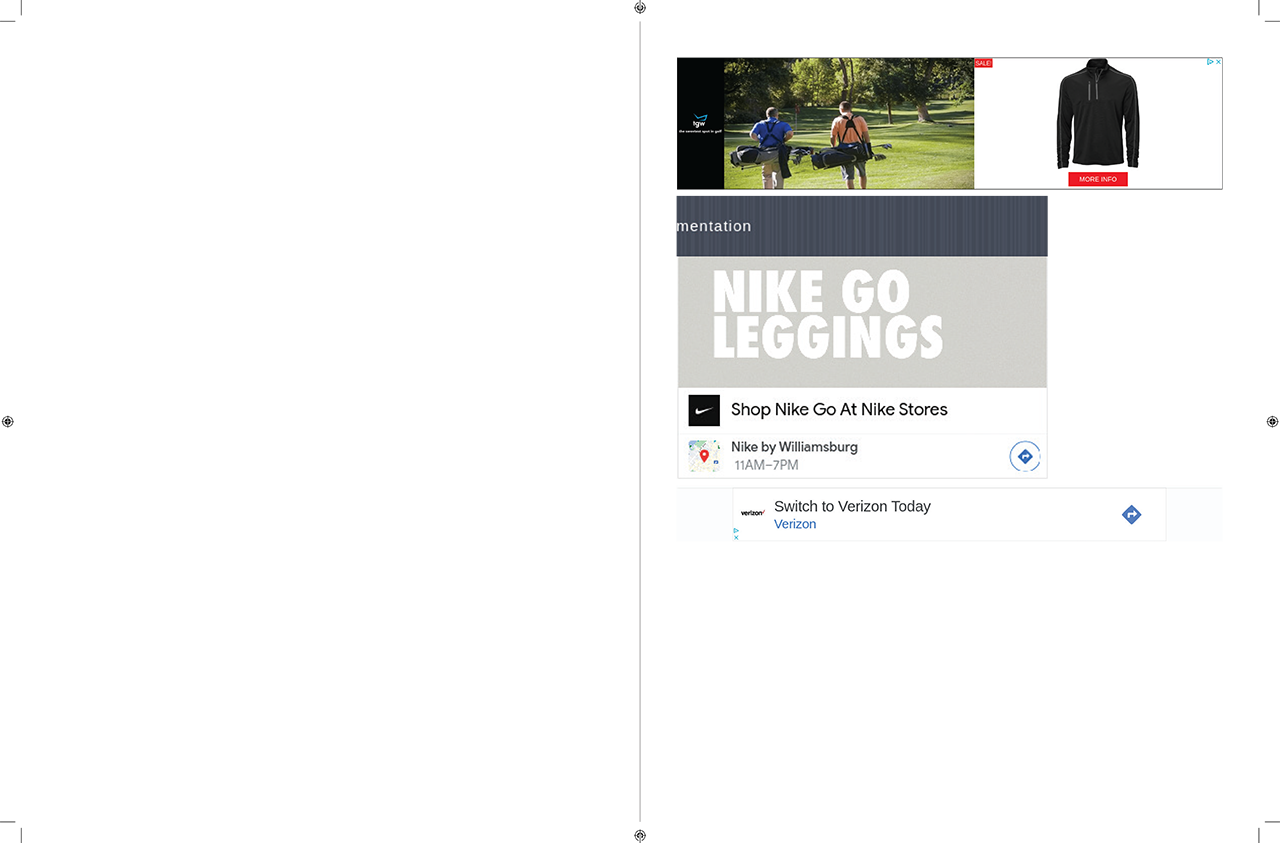 tgw
the sweetest spot in golf
SALE!
MORE INFO
mentation
NIKE GO
LEGGINGS
Shop Nike Go At Nike Stores
Nike by Williamsburg
11AM–7PM
verizon
Switch to Verizon Today
Verizon